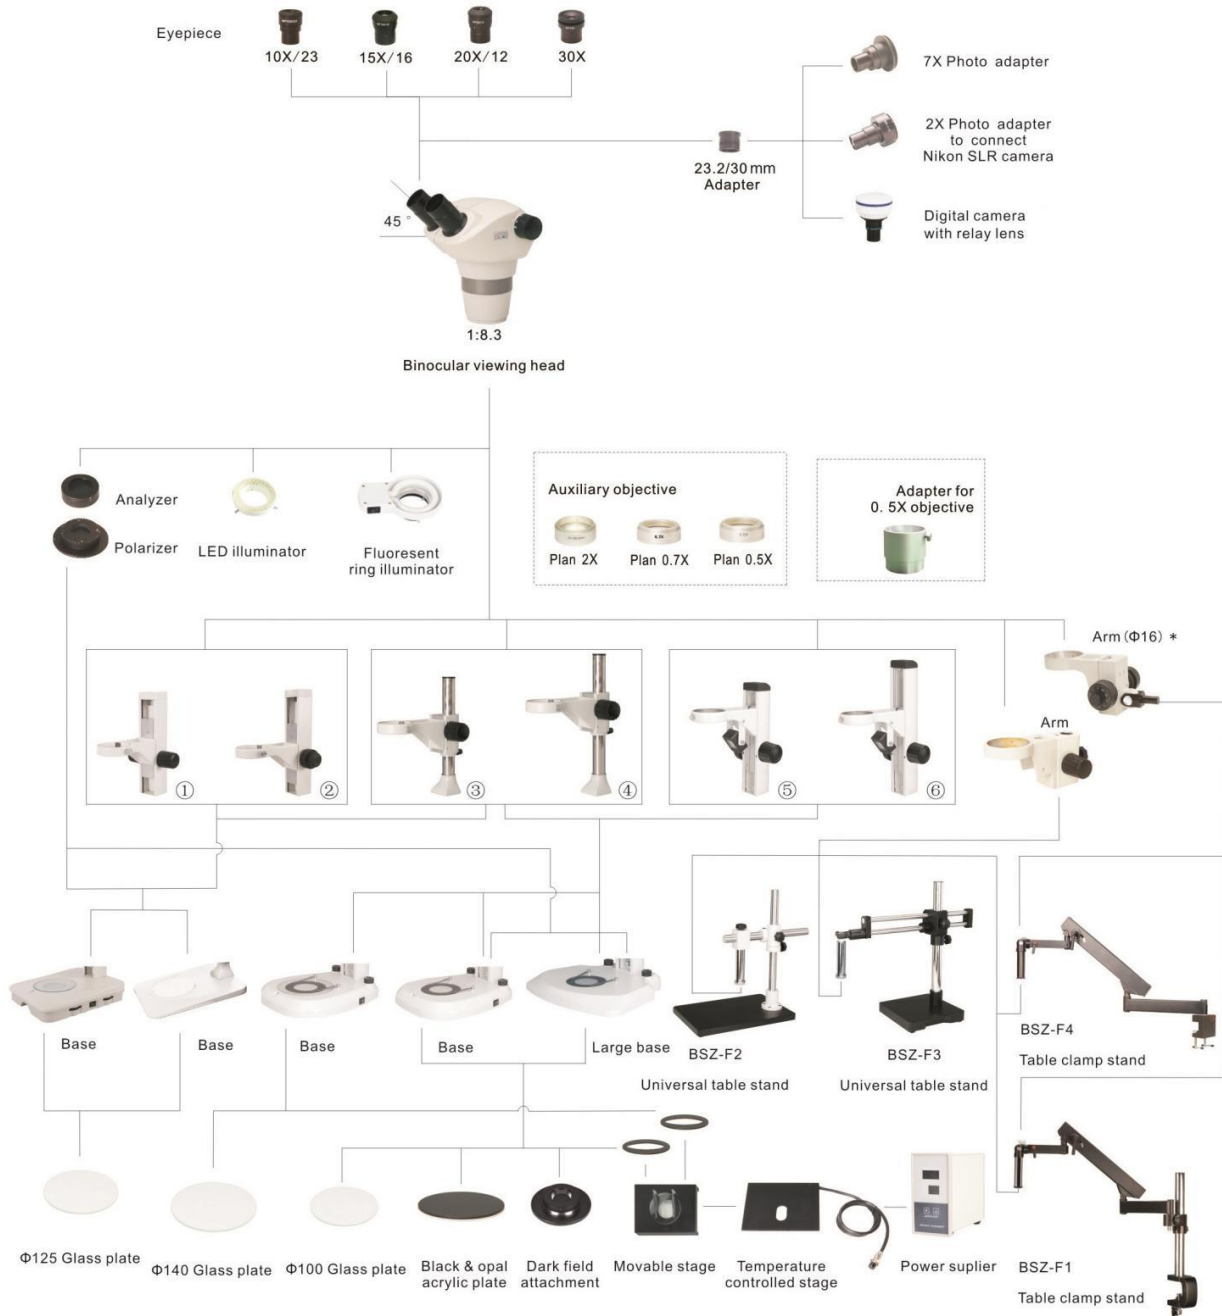 Eyepiece
10X/23
15X/16
20X/12
30X
7X Photo adapter
2X Photo adapter
to connect
Nikon SLR camera
23.2/30 mm
Adapter
Digital camera
with relay lens
45°
1:8.3
Binocular viewing head
Analyzer
Polarizer
LED illuminator
Fluoresent
ring illuminator
Auxiliary objective
Plan 2X
Plan 0.7X
Plan 0.5X
Adapter for
0. 5X objective
Arm (Φ16) *
Arm
①
②
③
④
⑤
⑥
Base
Base
Base
Base
Large base
BSZ-F2
Universal table stand
BSZ-F3
Universal table stand
BSZ-F4
Table clamp stand
Φ125 Glass plate
Φ140 Glass plate
Φ100 Glass plate
Black & opal
acrylic plate
Dark field
attachment
Movable stage
Temperature
controlled stage
Power suplier
BSZ-F1
Table clamp stand